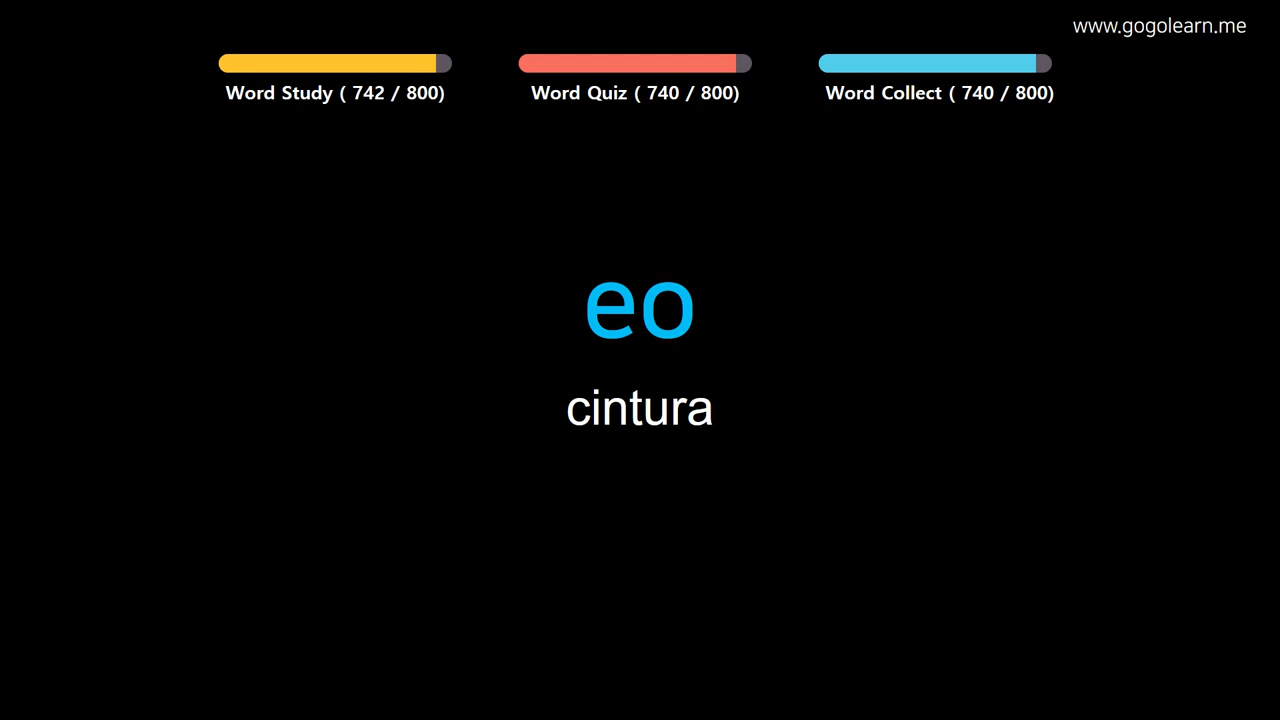 www.gogolearn.me
Word Study ( 742 / 800)
Word Quiz ( 740 / 800)
Word Collect ( 740 / 800)
eo
cintura